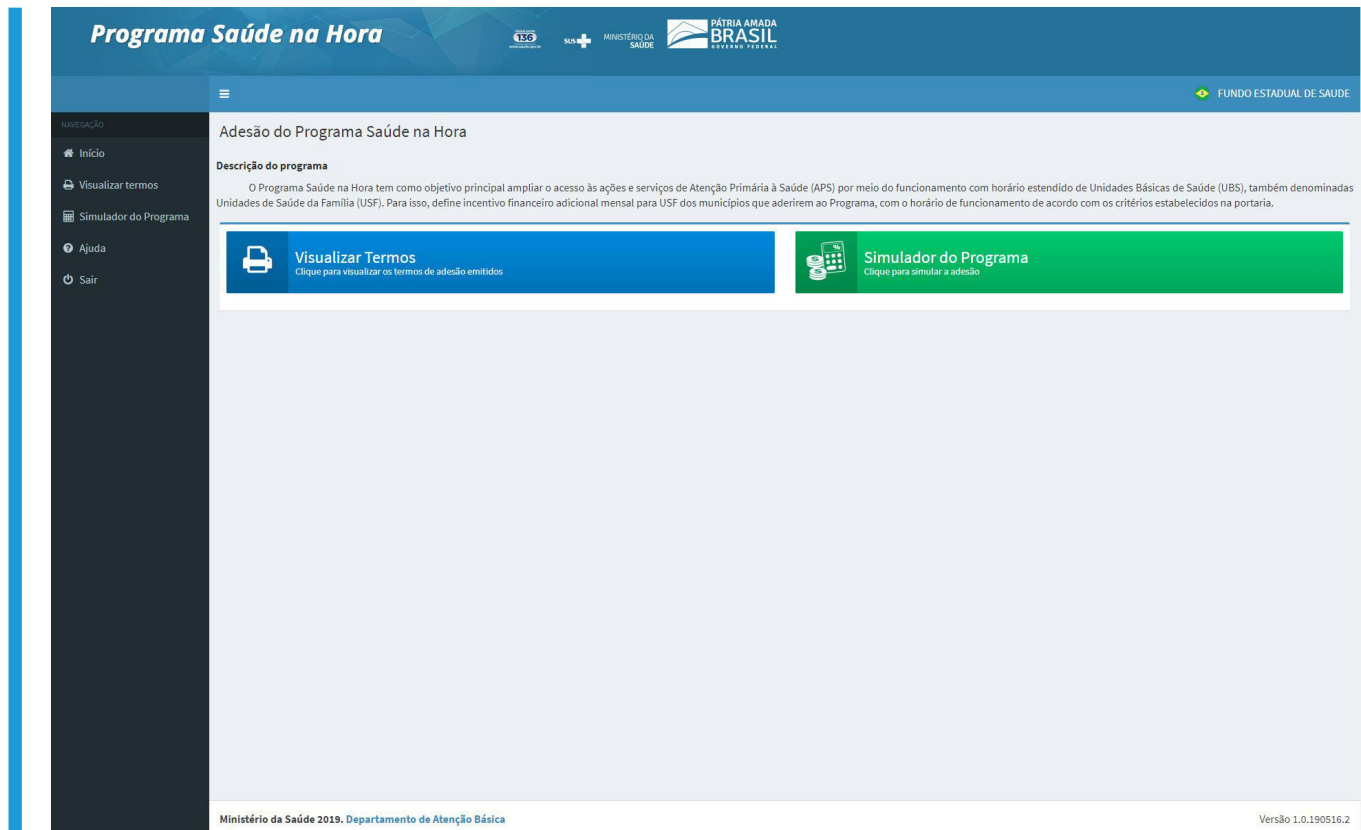 Programa Saúde na Hora
136
SUS
MINISTÉRIO DA
SAÚDE
PÁTRIA AMADA
BRASIL
GOVERNO FEDERAL
FUNDO ESTADUAL DE SAUDE
NAVEGAÇÃO
Início
Visualizar termos
Simulador do Programa
Ajuda
Sair
Adesão do Programa Saúde na Hora
Descrição do programa
O Programa Saúde na Hora tem como objetivo principal ampliar o acesso às ações e serviços de Atenção Primária à Saúde (APS) por meio do funcionamento com horário estendido de Unidades Básicas de Saúde (UBS), também denominadas
Unidades de Saúde da Família (USF). Para isso, define incentivo financeiro adicional mensal para USF dos municípios que aderirem ao Programa, com o horário de funcionamento de acordo com os critérios estabelecidos na portaria.
Visualizar Termos
Clique para visualizar os termos de adesão emitidos
Simulador do Programa
Clique para simular a adesão
Ministério da Saúde 2019. Departamento de Atenção Básica
Versão 1.0.190516.2